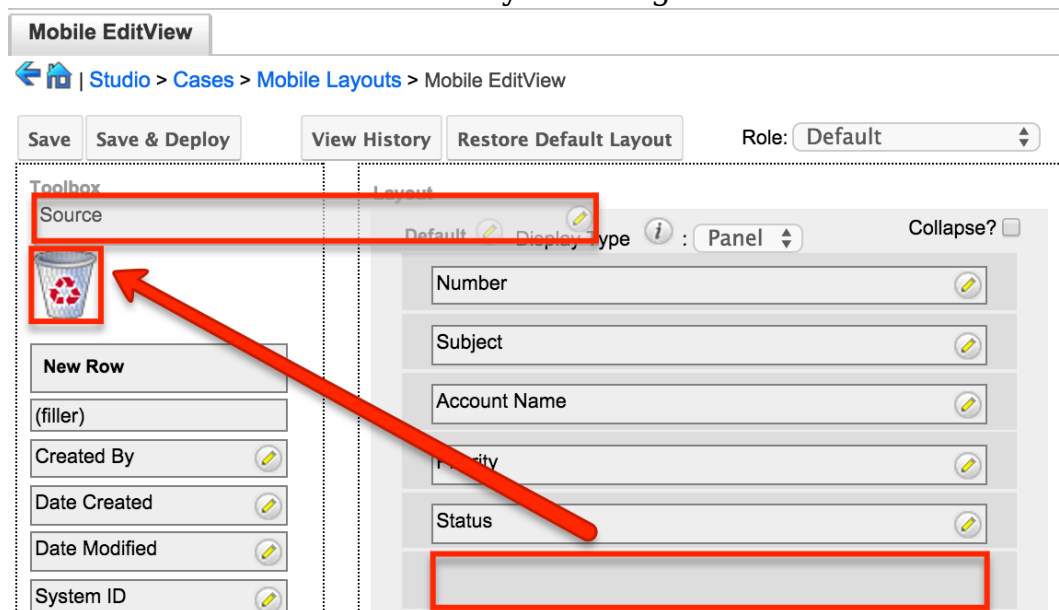 Mobile EditView
| Studio > Cases > Mobile Layouts > Mobile EditView
Save Save & Deploy View History Restore Default Layout Role: Default
Toolbox
Source
New Row
(filler)
Created By
Date Created
Date Modified
System ID
Layout
Default Display Type i : Panel Collapse?
Number
Subject
Account Name
Priority
Status